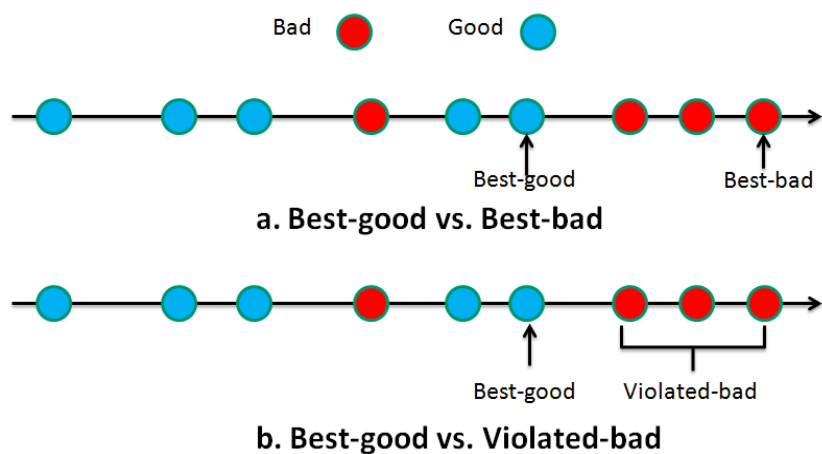 Bad Good
Best-good Best-bad
a. Best-good vs. Best-bad
Best-good Violated-bad
b. Best-good vs. Violated-bad